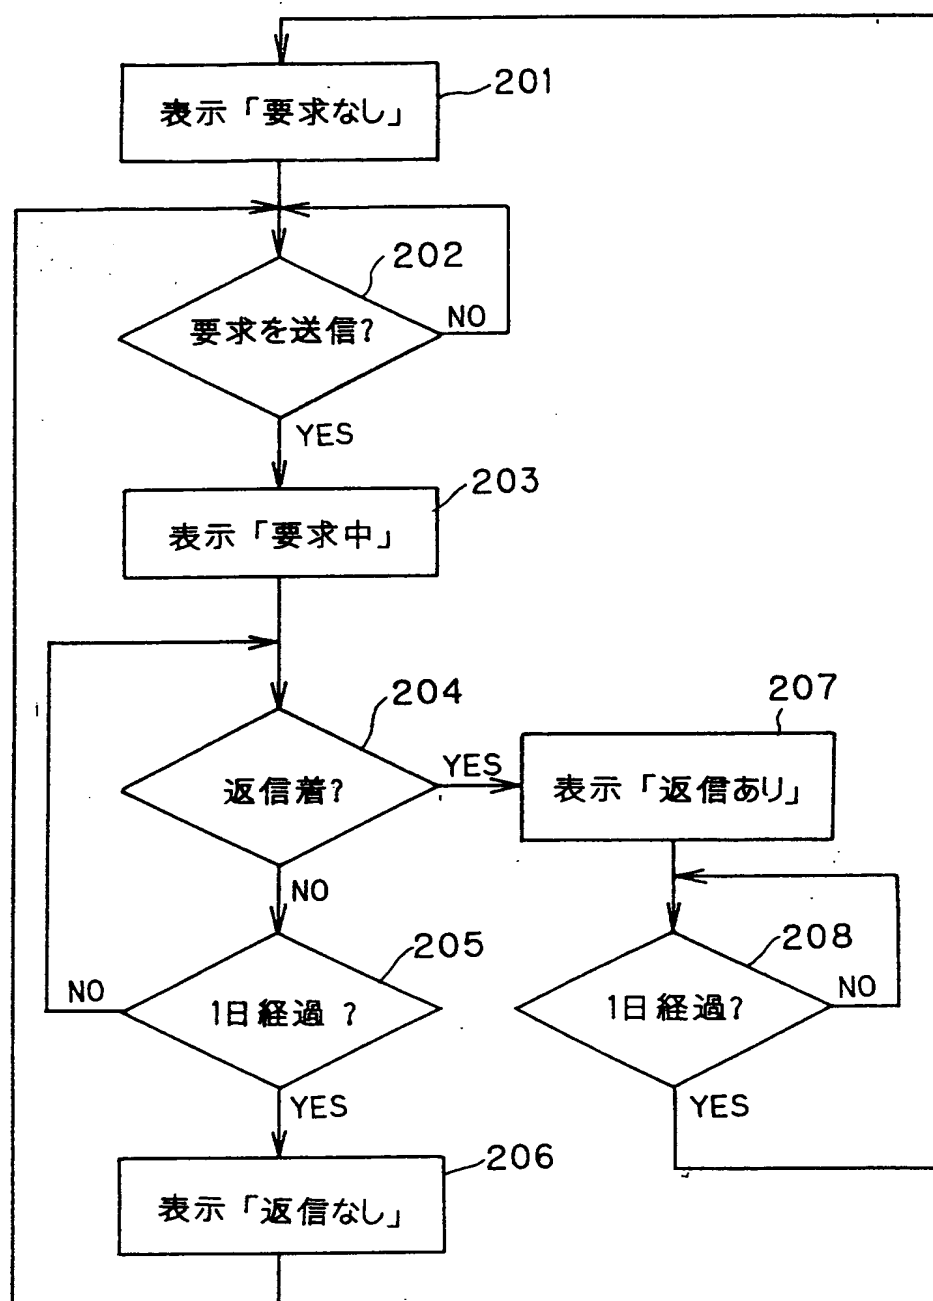 201
表示「要求なし」
202
要求を送信?
NO
YES
203
表示「要求中」
204
返信着?
YES
NO
207
表示「返信あり」
205
1日経過 ?
NO
YES
208
1日経過?
NO
YES
206
表示「返信なし」